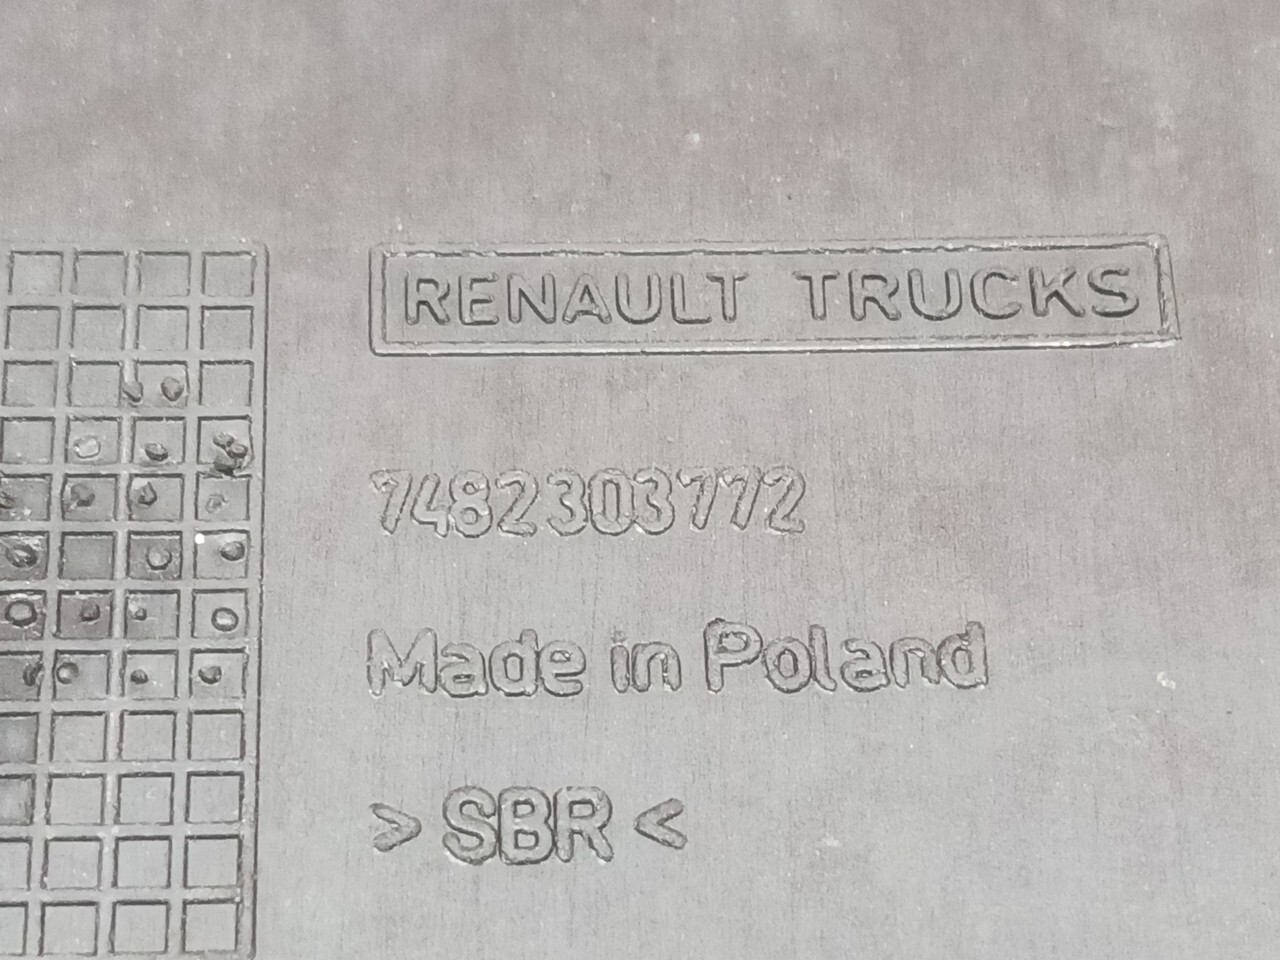 RENAULT TRUCKS
7482303772
Made in Poland
> SBR <